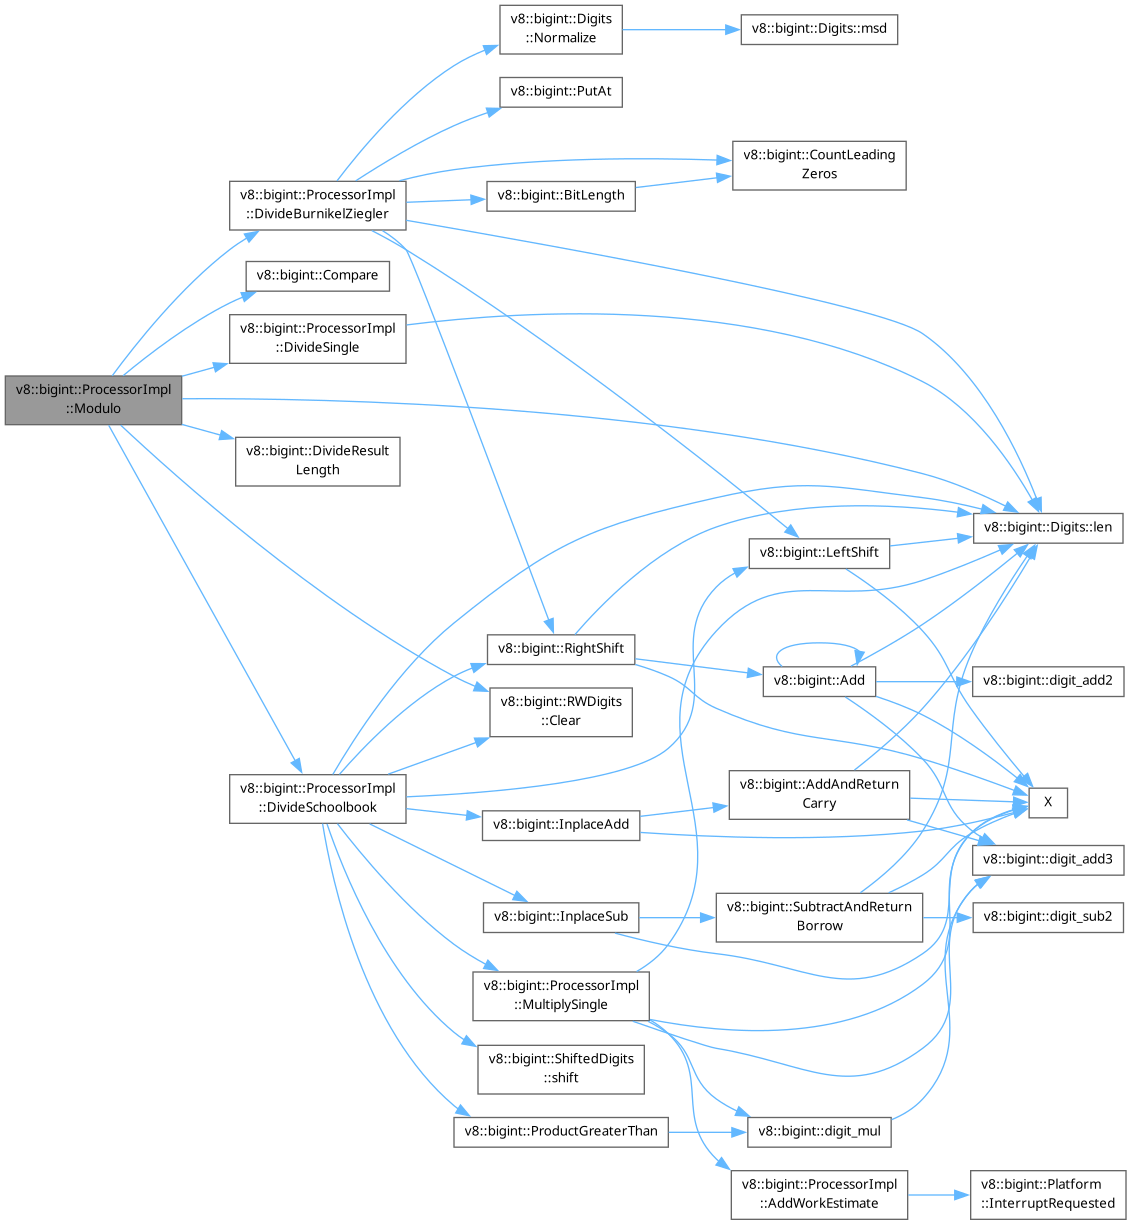 v8::bigint::Digits
::Normalize
v8::bigint::Digits::msd
v8::bigint::PutAt
v8::bigint::CountLeading
Zeros
v8::bigint::ProcessorImpl
::DivideBurnikelZiegler
v8::bigint::BitLength
v8::bigint::Compare
v8::bigint::ProcessorImpl
::DivideSingle
v8::bigint::ProcessorImpl
::Modulo
v8::bigint::DivideResult
Length
v8::bigint::Digits::len
v8::bigint::LeftShift
v8::bigint::RightShift
v8::bigint::Add
v8::bigint::digit_add2
v8::bigint::RWDigits
::Clear
v8::bigint::ProcessorImpl
::DivideSchoolbook
v8::bigint::AddAndReturn
Carry
X
v8::bigint::InplaceAdd
v8::bigint::digit_add3
v8::bigint::InplaceSub
v8::bigint::SubtractAndReturn
Borrow
v8::bigint::digit_sub2
v8::bigint::ProcessorImpl
::MultiplySingle
v8::bigint::ShiftedDigits
::shift
v8::bigint::ProductGreaterThan
v8::bigint::digit_mul
v8::bigint::ProcessorImpl
::AddWorkEstimate
v8::bigint::Platform
::InterruptRequested